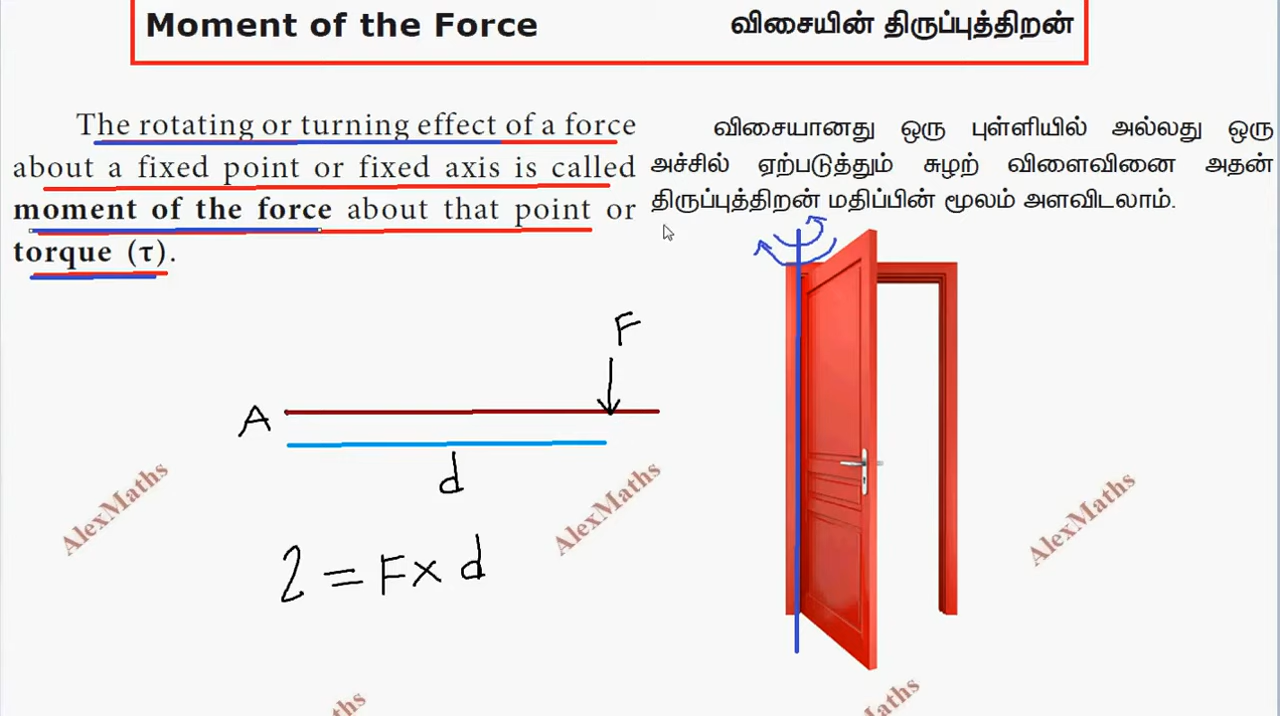 Moment of the Force
விசையின் திருப்புத்திறன்
The rotating or turning effect of a force
about a fixed point or fixed axis is called
moment of the force about that point or
torque (τ).
விசையானது ஒரு புள்ளியில் அல்லது ஒரு
அச்சில் ஏற்படுத்தும் சுழற் விளைவினை அதன்
திருப்புத்திறன் மதிப்பின் மூலம் அளவிடலாம்.
F
A
d
τ = F× d
AlexMaths
AlexMaths
AlexMaths
Maths
Maths